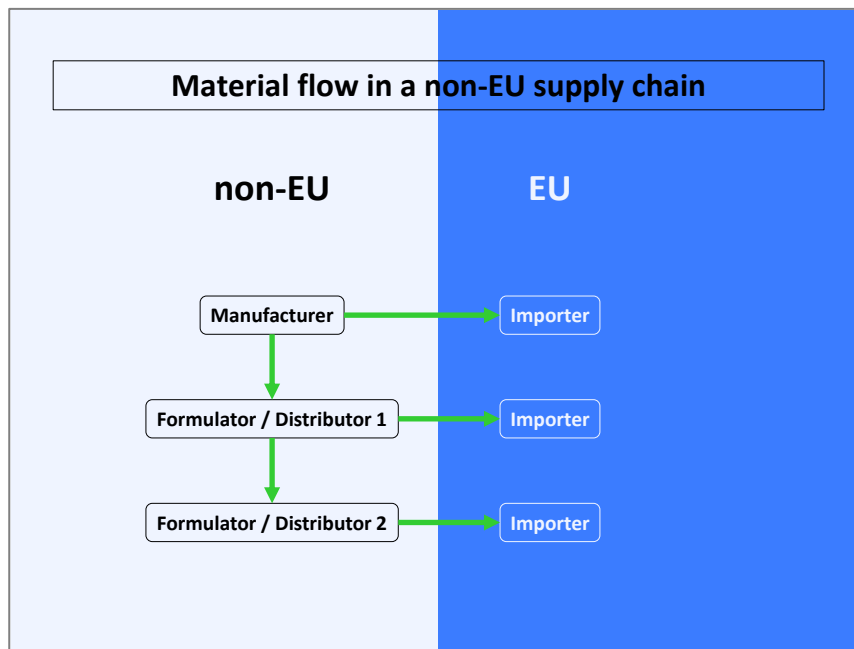 Material flow in a non-EU supply chain
non-EU
EU
Manufacturer
Importer
Formulator / Distributor 1
Importer
Formulator / Distributor 2
Importer